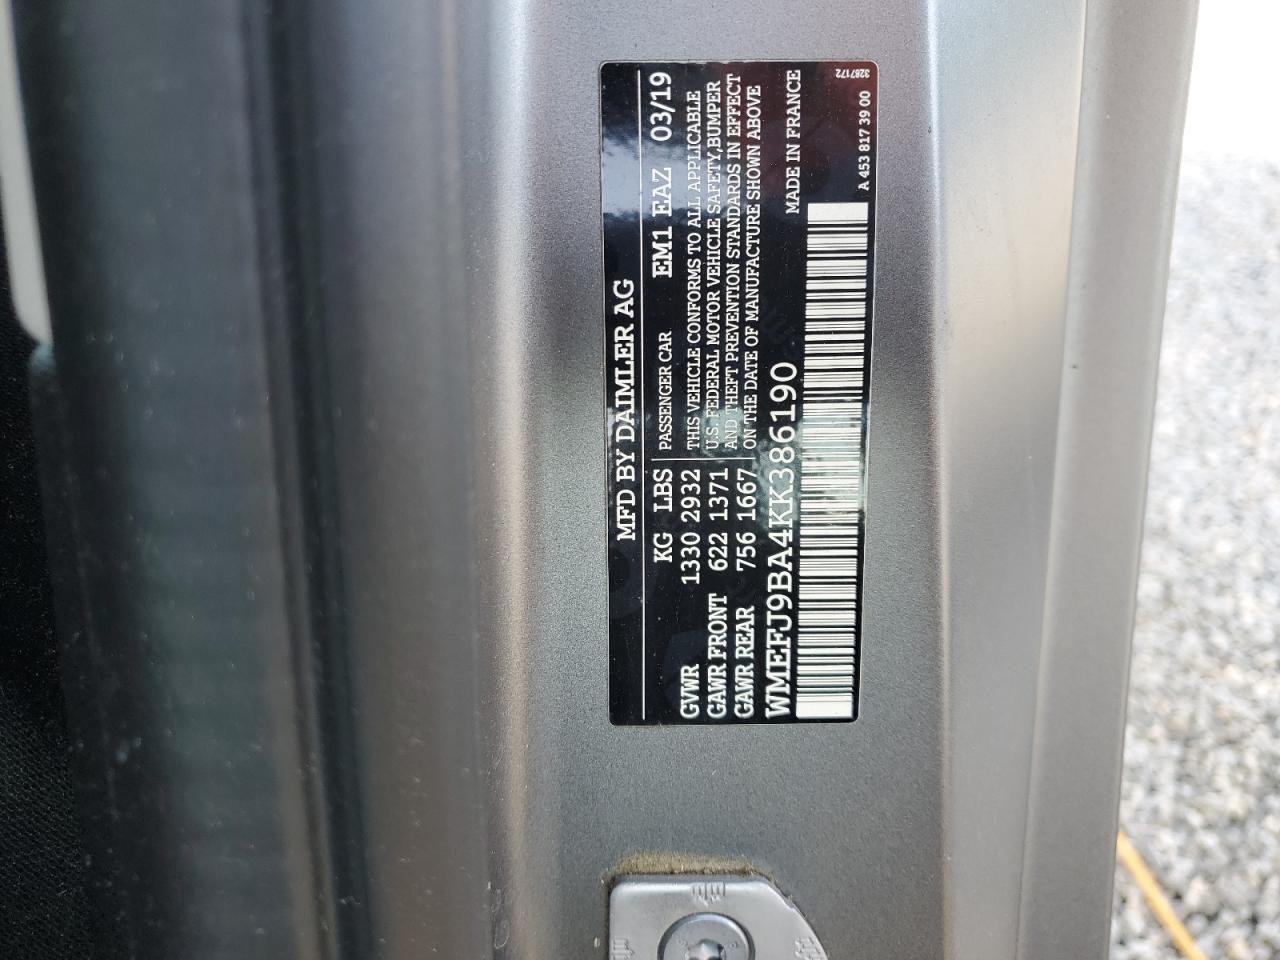 MFD BY DAIMLER AG
KG LBS PASSENGER CAR EM1 EAZ 03/19
GVWR 1330 2932 THIS VEHICLE CONFORMS TO ALL APPLICABLE
GAWR FRONT 622 1371 U.S. FEDERAL MOTOR VEHICLE SAFETY,BUMPER
GAWR REAR 756 1667 AND THEFT PREVENTION STANDARDS IN EFFECT
ON THE DATE OF MANUFACTURE SHOWN ABOVE
WMEFJ9BA4KK386190 MADE IN FRANCE
3287172
A 453 817 39 00